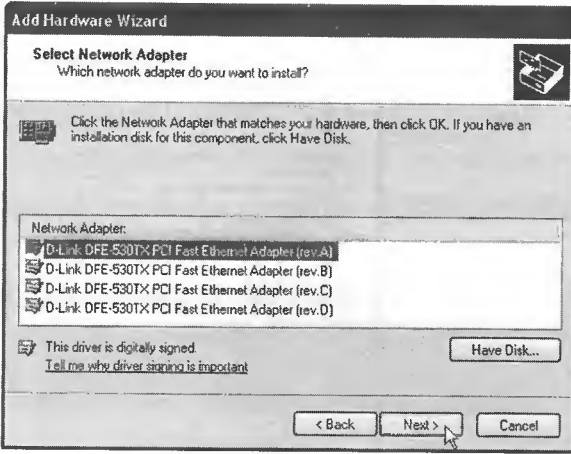 Add Hardware Wizard
Select Network Adapter
Which network adapter do you want to install?
Click the Network Adapter that matches your hardware, then click OK. If you have an
installation disk for this component, click Have Disk.
Network Adapter:
D-Link DFE-530TX PCI Fast Ethernet Adapter (rev.A)
D-Link DFE-530TX PCI Fast Ethernet Adapter (rev.B)
D-Link DFE-530TX PCI Fast Ethernet Adapter (rev.C)
D-Link DFE-530TX PCI Fast Ethernet Adapter (rev.D)
This driver is digitally signed.
Tell me why driver signing is important
Have Disk...
< Back
Next >
Cancel